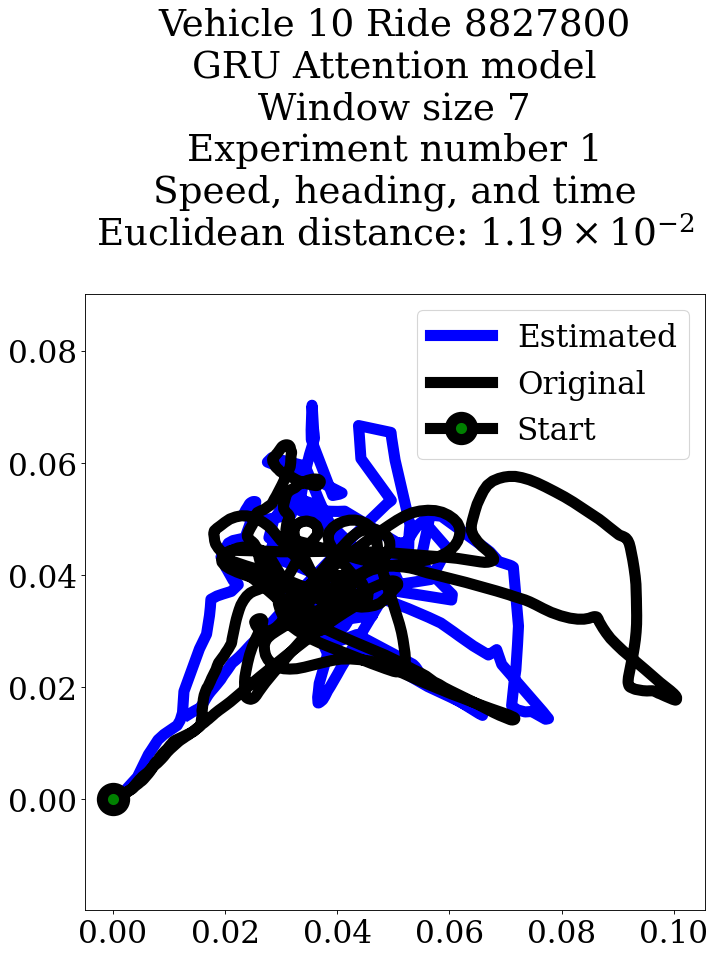 Vehicle 10 Ride 8827800
GRU Attention model
Window size 7
Experiment number 1
Speed, heading, and time
Euclidean distance: 1.19 × 10⁻²
Estimated
Original
Start
0.08
0.06
0.04
0.02
0.00
0.00 0.02 0.04 0.06 0.08 0.10